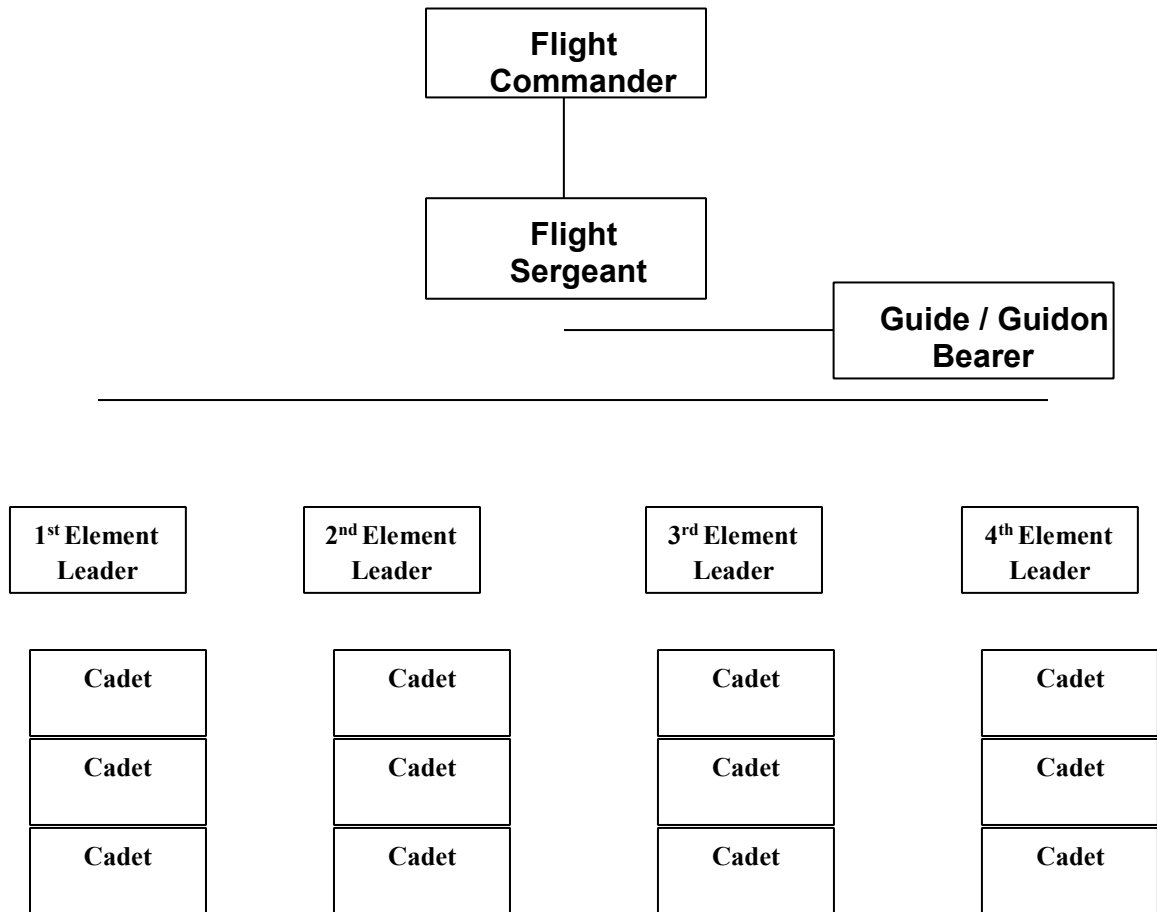 Flight
Commander
Flight
Sergeant
Guide / Guidon
Bearer
1st Element
Leader
2nd Element
Leader
3rd Element
Leader
4th Element
Leader
Cadet
Cadet
Cadet
Cadet
Cadet
Cadet
Cadet
Cadet
Cadet
Cadet
Cadet
Cadet